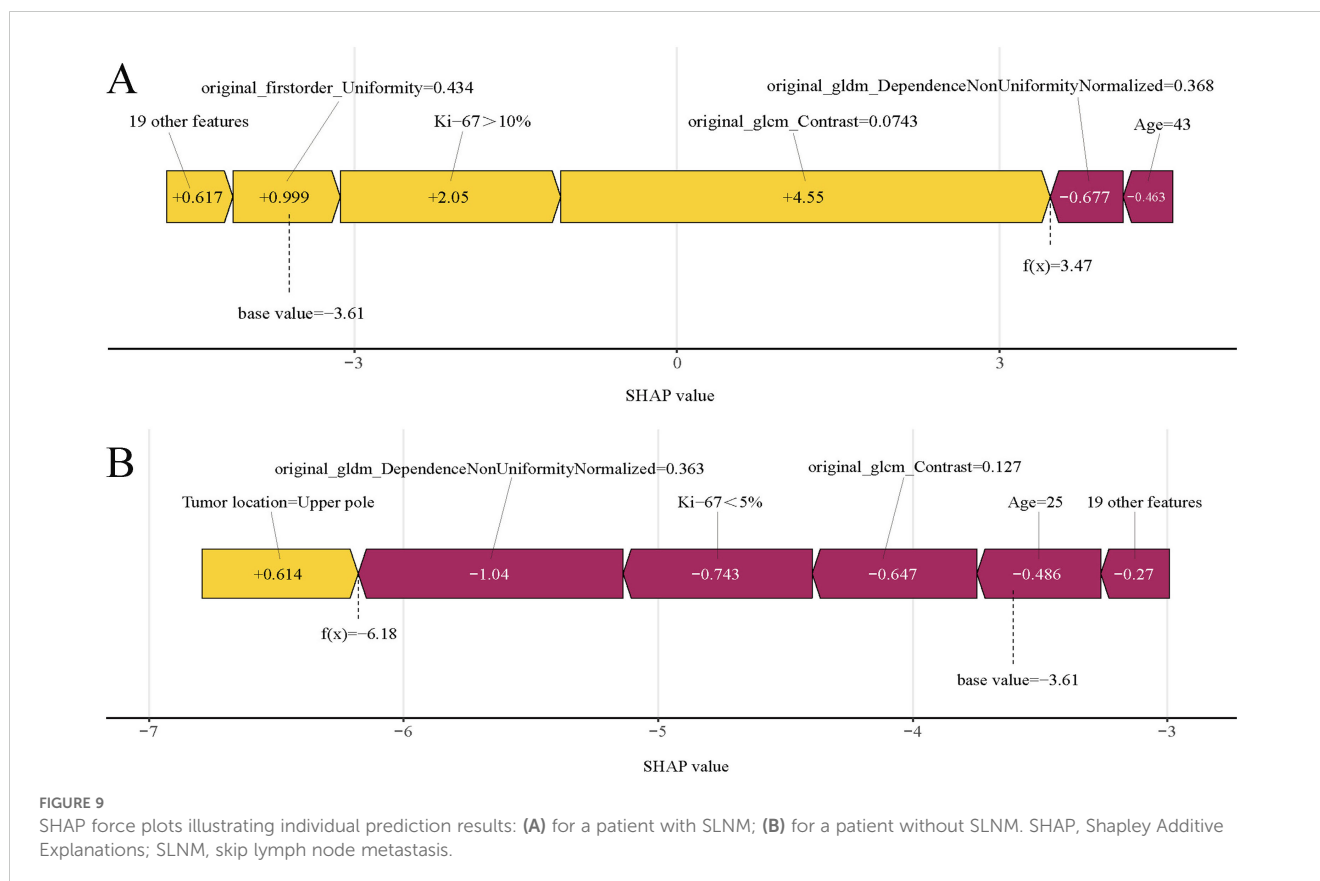 A
original_firstorder_Uniformity=0.434
original_gldm_DependenceNonUniformityNormalized=0.368
19 other features
Ki−67＞10%
original_glcm_Contrast=0.0743
Age=43
+0.617
+0.999
+2.05
+4.55
−0.677
−0.463
f(x)=3.47
base value=−3.61
−3
0
3
SHAP value
B
original_gldm_DependenceNonUniformityNormalized=0.363
original_glcm_Contrast=0.127
Tumor location=Upper pole
Ki−67＜5%
Age=25
19 other features
+0.614
−1.04
−0.743
−0.647
−0.486
−0.27
f(x)=−6.18
base value=−3.61
−7
−6
−5
−4
−3
SHAP value
FIGURE 9
SHAP force plots illustrating individual prediction results: (A) for a patient with SLNM; (B) for a patient without SLNM. SHAP, Shapley Additive
Explanations; SLNM, skip lymph node metastasis.